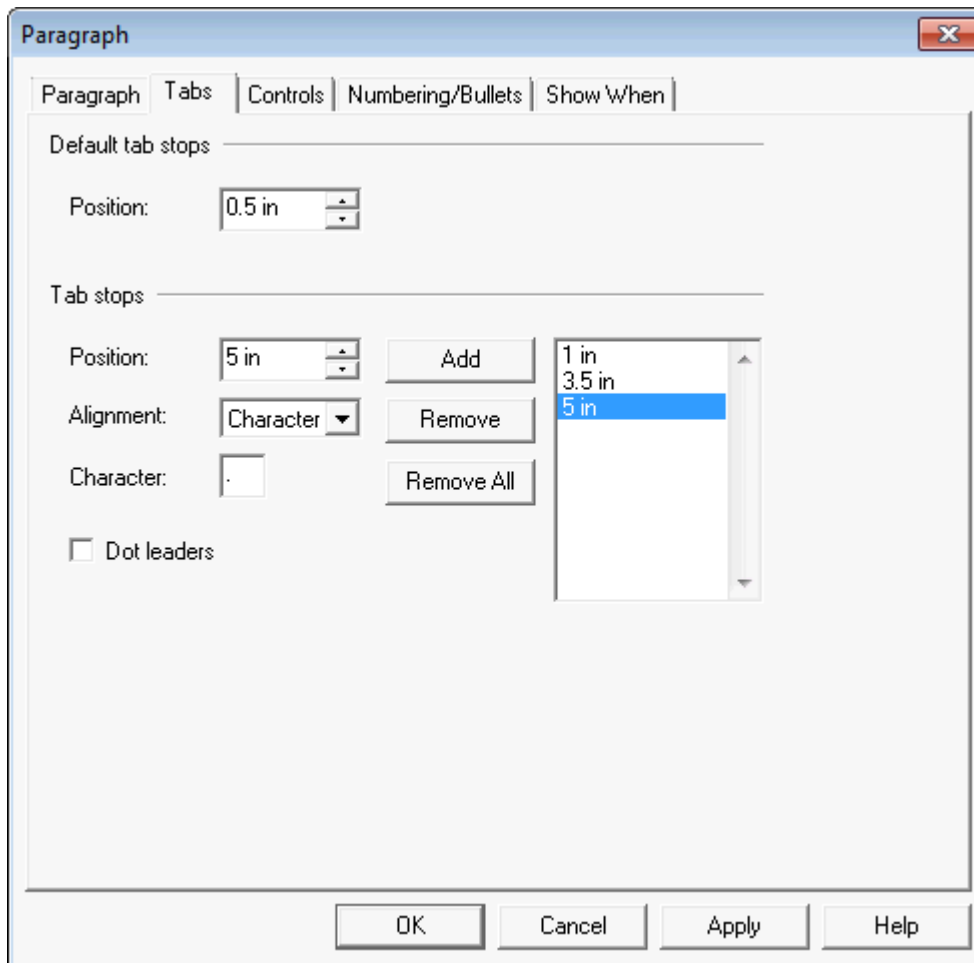 Paragraph
Paragraph Tabs Controls Numbering/Bullets Show When
Default tab stops
Position: 0.5 in
Tab stops
Position: 5 in Add 1 in
3.5 in
5 in
Alignment: Character Remove
Character: . Remove All
Dot leaders
OK Cancel Apply Help